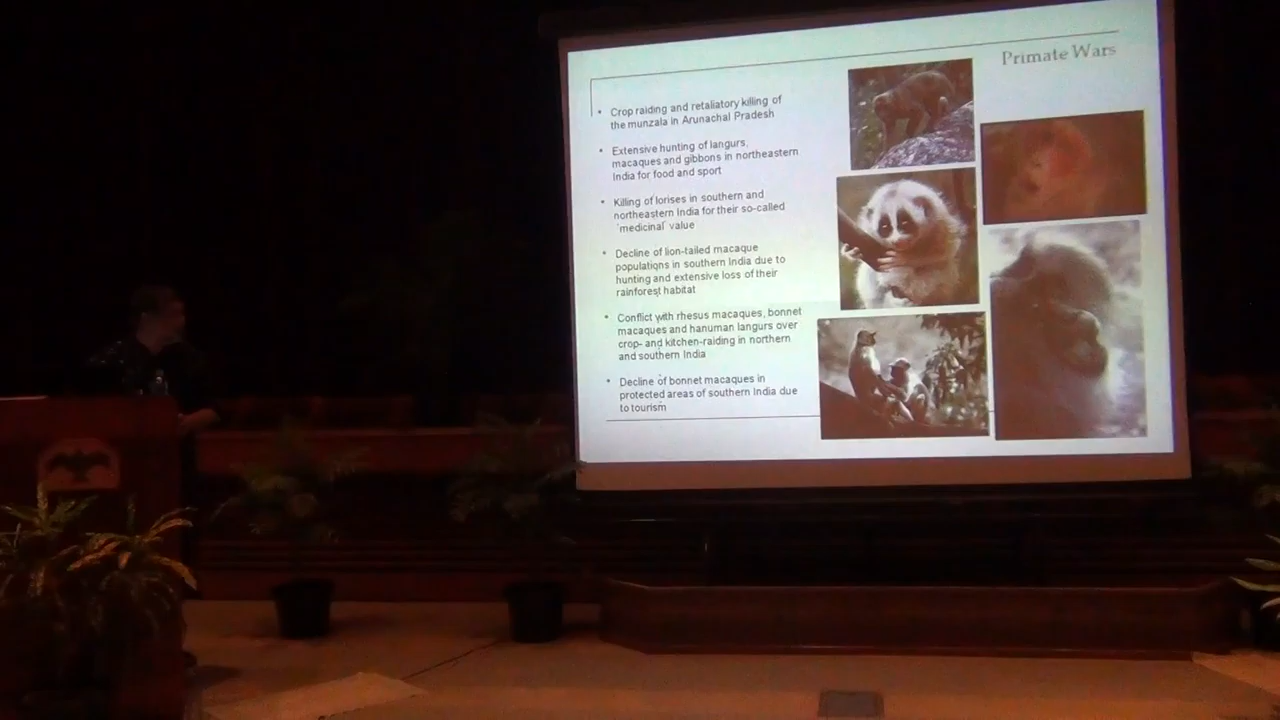 Primate Wars
• Crop raiding and retaliatory killing of
the munzala in Arunachal Pradesh
• Extensive hunting of langurs,
macaques and gibbons in northeastern
India for food and sport
• Killing of lorises in southern and
northeastern India for their so-called
'medicinal' value
• Decline of lion-tailed macaque
populations in southern India due to
hunting and extensive loss of their
rainforest habitat
• Conflict with rhesus macaques, bonnet
macaques and hanuman langurs over
crop- and kitchen-raiding in northern
and southern India
• Decline of bonnet macaques in
protected areas of southern India due
to tourism